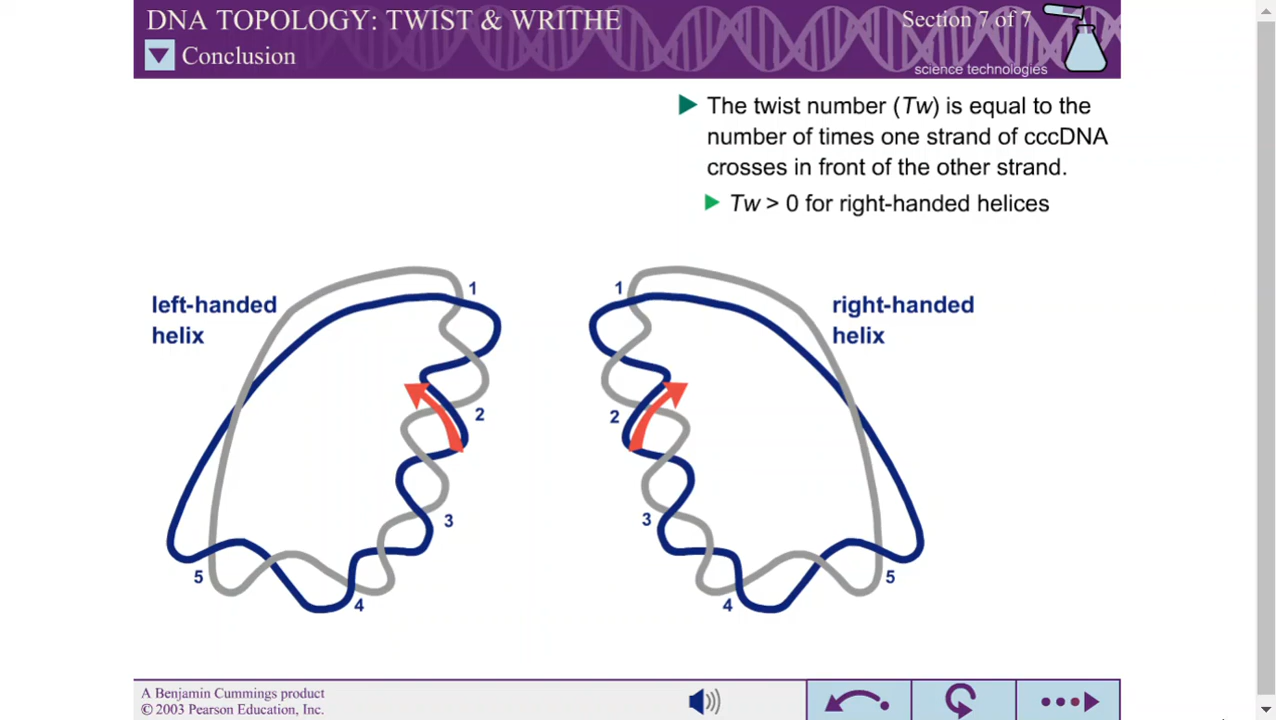 DNA TOPOLOGY: TWIST & WRITHE
Section 7 of 7
Conclusion
science technologies
The twist number (Tw) is equal to the
number of times one strand of cccDNA
crosses in front of the other strand.
Tw > 0 for right-handed helices
left-handed
helix
1
2
3
4
5
right-handed
helix
1
2
3
4
5
A Benjamin Cummings product
© 2003 Pearson Education, Inc.